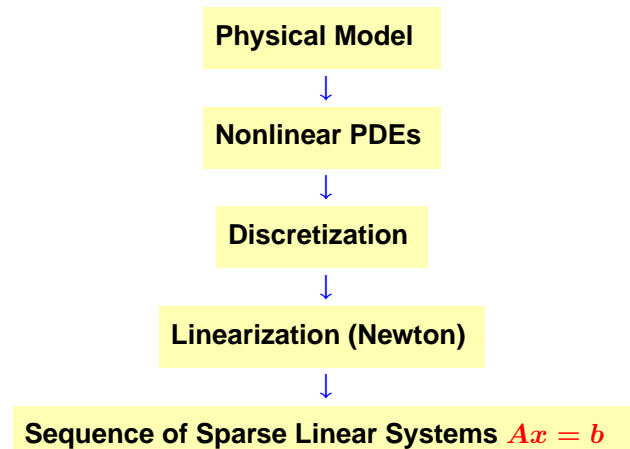 Physical Model
↓
Nonlinear PDEs
↓
Discretization
↓
Linearization (Newton)
↓
Sequence of Sparse Linear Systems Ax = b